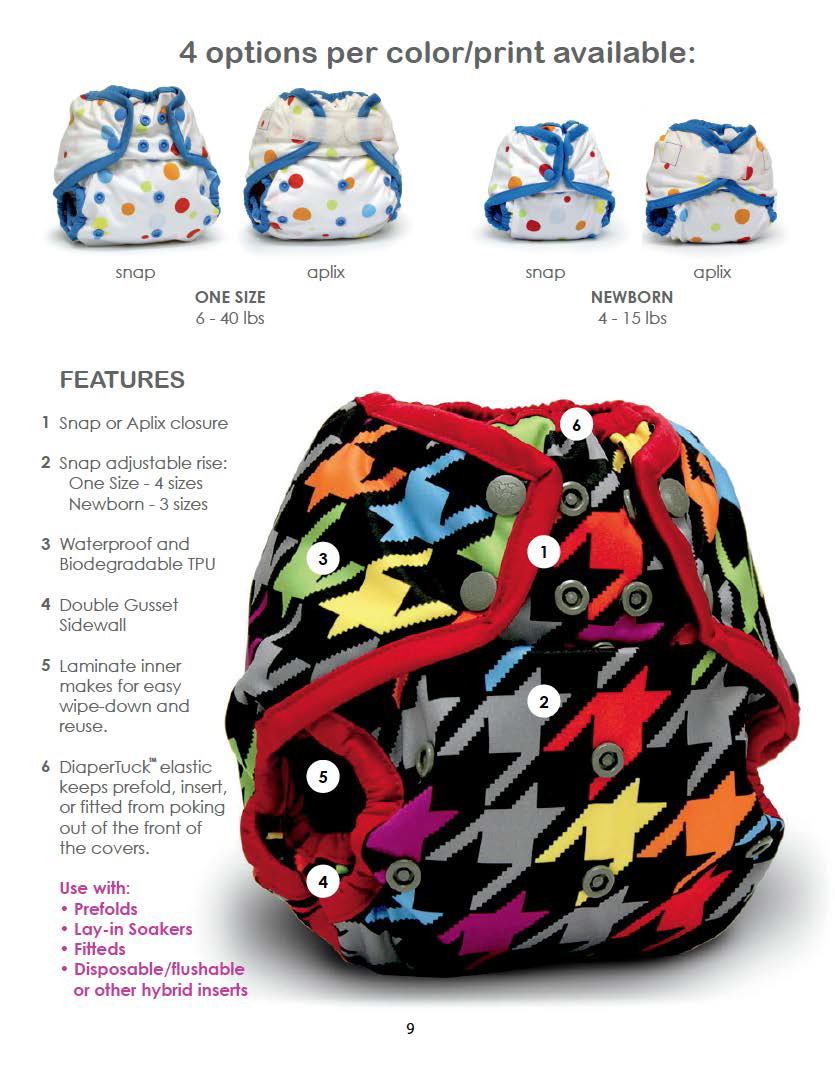 4 options per color/print available:
snap
aplix
snap
aplix
ONE SIZE
NEWBORN
6 - 40 lbs
4 - 15 lbs
FEATURES
1 Snap or Aplix closure
2 Snap adjustable rise:
One Size - 4 sizes
Newborn - 3 sizes
3 Waterproof and
Biodegradable TPU
4 Double Gusset
Sidewall
5 Laminate inner
makes for easy
wipe-down and
reuse.
6 DiaperTuck™ elastic
keeps prefold, insert,
or fitted from poking
out of the front of
the covers.
Use with:
• Prefolds
• Lay-in Soakers
• Fitteds
• Disposable/flushable
or other hybrid inserts
6
1
3
2
5
4
9